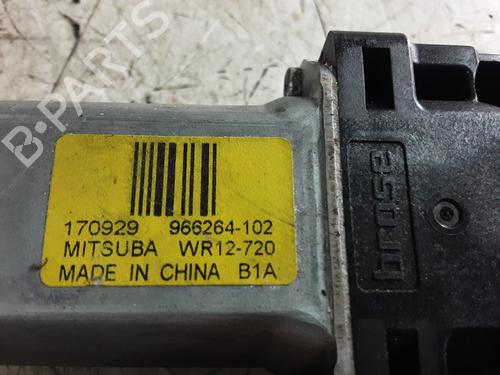 B-PARTS
170929 966264-102
MITSUBA WR12-720
MADE IN CHINA B1A
brose